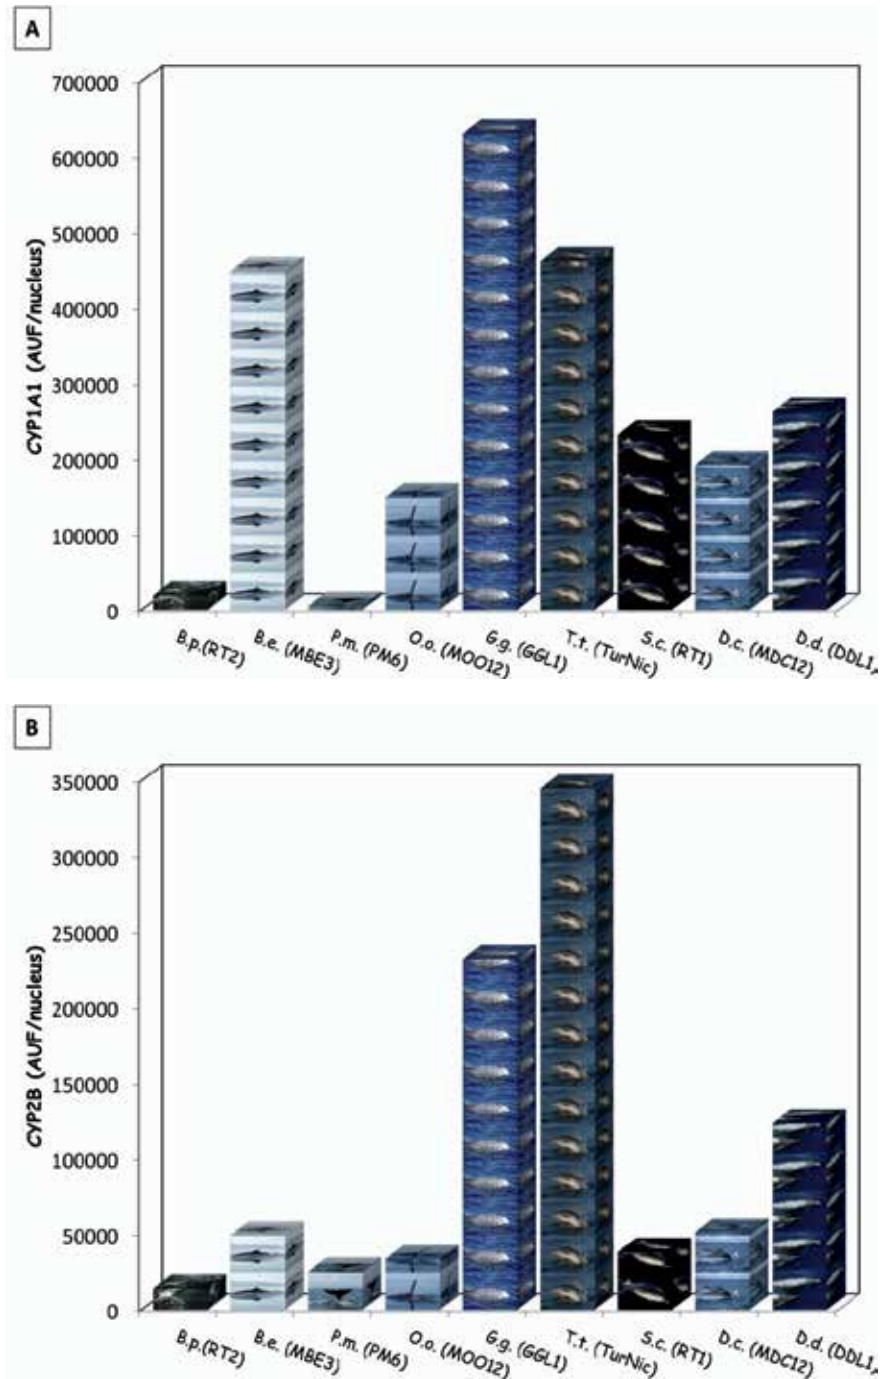 A
CYP1A1 (AUF/nucleus)
700000
600000
500000
400000
300000
200000
100000
0
B.p.(RT2)
B.e. (MBE3)
P.m. (PM6)
O.o. (MOO12)
G.g. (GGL1)
T.t. (TurNic)
S.c. (RT1)
D.c. (MDC12)
D.d. (DDL1,
B
CYP2B (AUF/nucleus)
350000
300000
250000
200000
150000
100000
50000
0
B.p.(RT2)
B.e. (MBE3)
P.m. (PM6)
O.o. (MOO12)
G.g. (GGL1)
T.t. (TurNic)
S.c. (RT1)
D.c. (MDC12)
D.d. (DDL1,